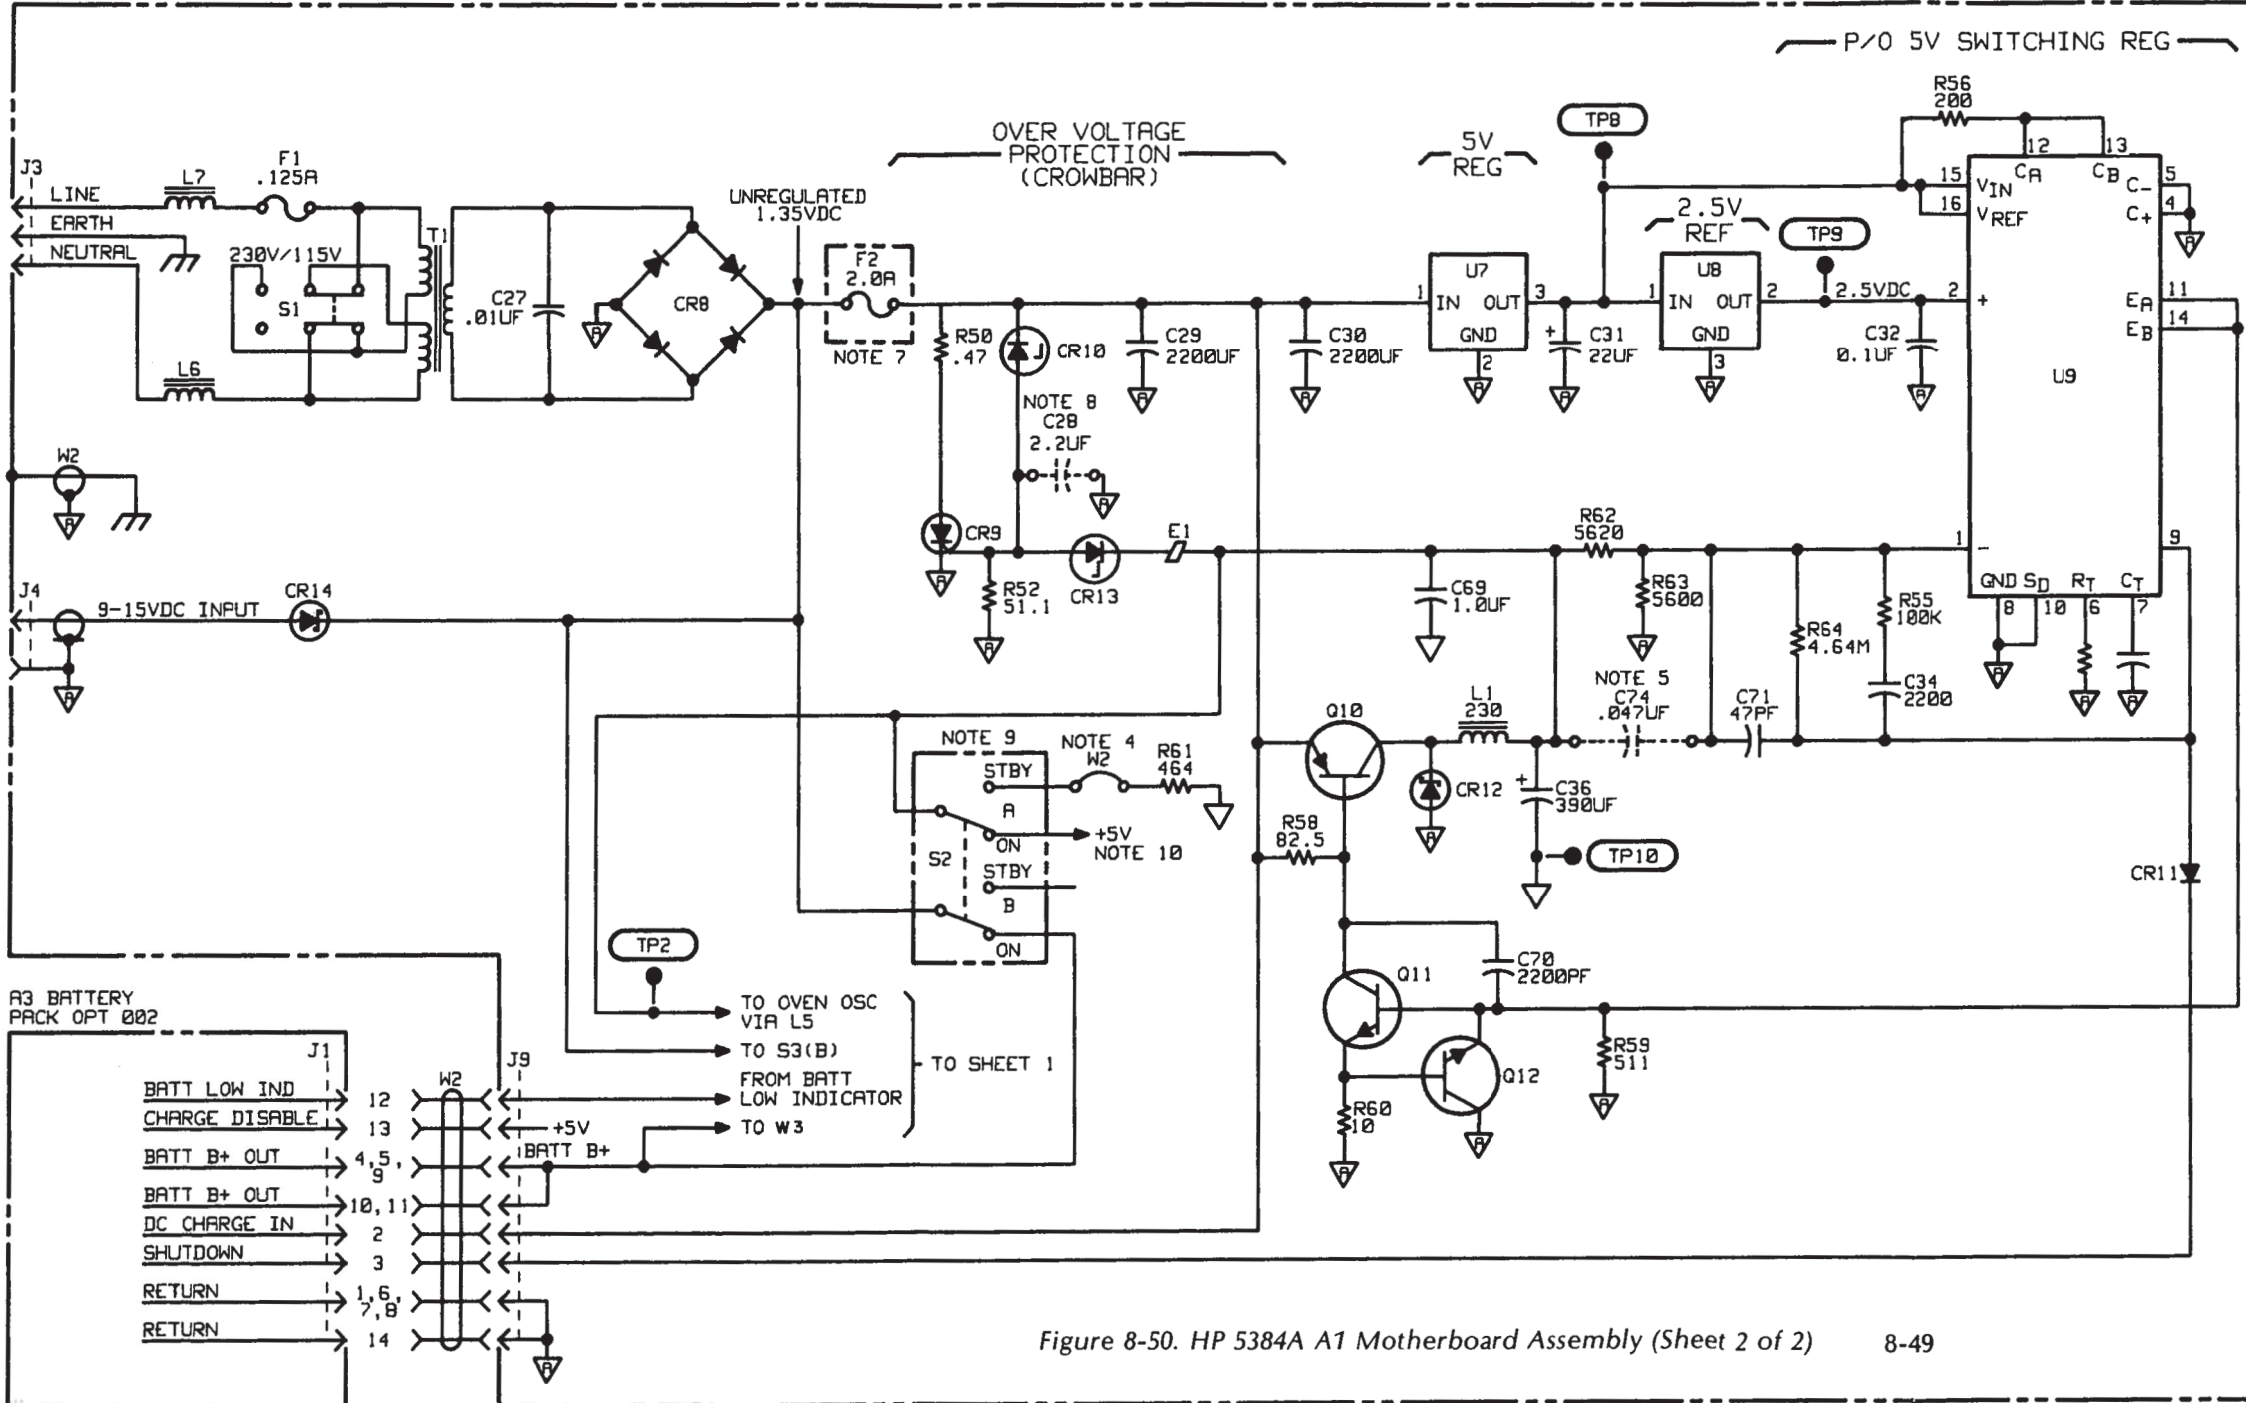 P/O 5V SWITCHING REG
R56
200
TP8
OVER VOLTAGE
PROTECTION
(CROWBAR)
5V
REG
12
13
CA
CB
J3
L7
F1
.125A
LINE
EARTH
NEUTRAL
230V/115V
S1
T1
L6
C27
.01UF
CR8
UNREGULATED
1.35VDC
F2
2.0A
NOTE 7
R50
.47
CR10
C29
2200UF
C30
2200UF
U7
1
IN
OUT
3
GND
2
+
C31
22UF
2.5V
REF
TP9
U8
1
IN
OUT
2
GND
3
2.5VDC
C32
0.1UF
15
VIN
16
VREF
C-
5
C+
4
2
+
EA
11
EB
14
U9
NOTE 8
C28
2.2UF
W2
A
CR9
R52
51.1
CR13
E1
C69
1.0UF
R62
5620
R63
5600
1
-
9
GND
SD
RT
CT
8
10
6
7
R55
100K
R64
4.64M
C34
2200
J4
9-15VDC INPUT
CR14
NOTE 5
C74
.047UF
C71
47PF
Q10
L1
230
CR12
+
C36
390UF
TP10
R58
82.5
NOTE 9
NOTE 4
W2
R61
464
STBY
A
ON
+5V
NOTE 10
S2
STBY
B
ON
CR11
TP2
C70
2200PF
Q11
Q12
R59
511
R60
10
TO OVEN OSC
VIA L5
TO S3(B)
FROM BATT
LOW INDICATOR
TO W3
TO SHEET 1
A3 BATTERY
PACK OPT 002
J1
W2
J9
BATT LOW IND
12
CHARGE DISABLE
13
+5V
BATT B+ OUT
4,5,
9
BATT B+
BATT B+ OUT
10,11
DC CHARGE IN
2
SHUTDOWN
3
RETURN
1,6,
7,8
RETURN
14
Figure 8-50. HP 5384A A1 Motherboard Assembly (Sheet 2 of 2)
8-49